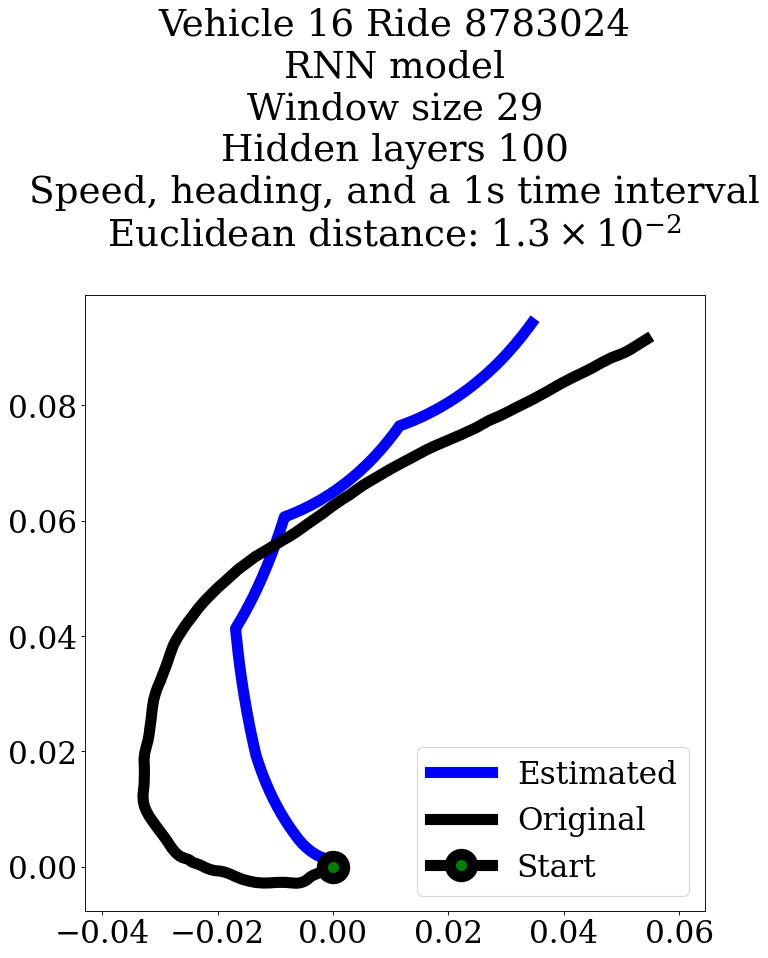 Vehicle 16 Ride 8783024
RNN model
Window size 29
Hidden layers 100
Speed, heading, and a 1s time interval
Euclidean distance: 1.3 × 10⁻²
0.08
0.06
0.04
0.02
0.00
Estimated
Original
Start
−0.04 −0.02 0.00 0.02 0.04 0.06